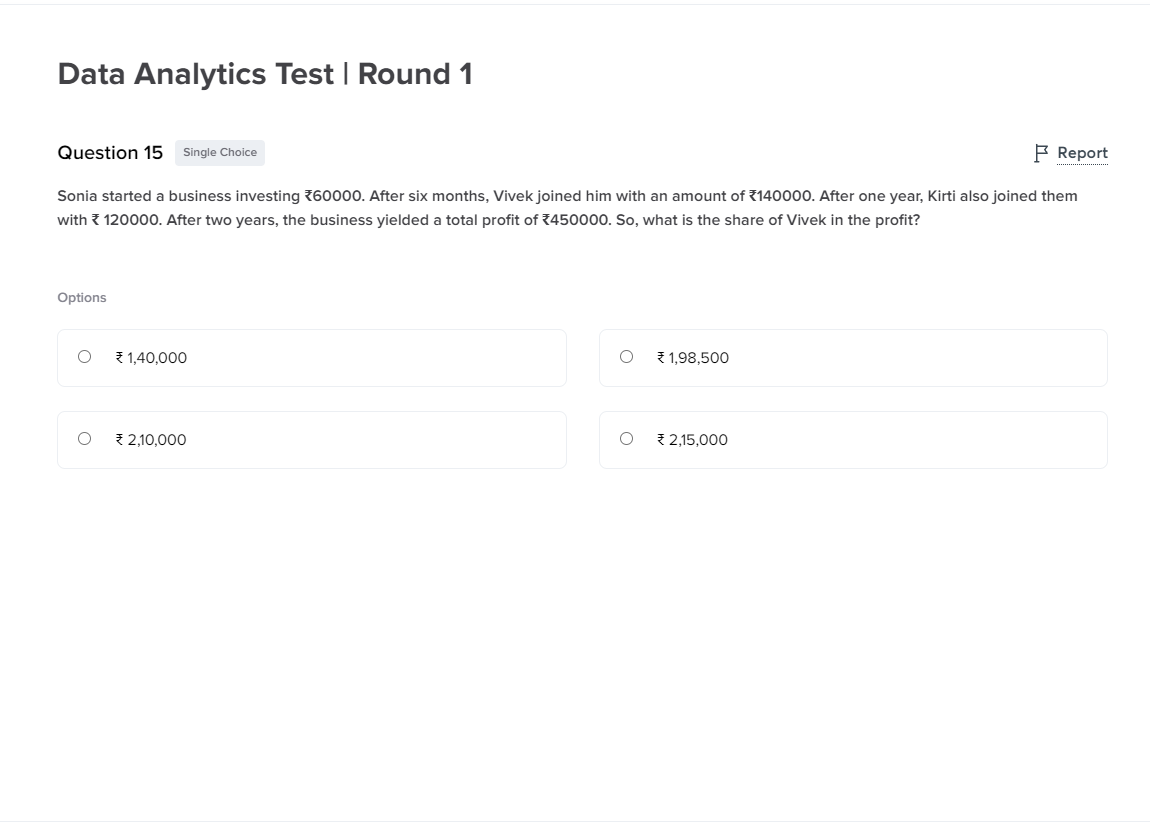 Data Analytics Test | Round 1
Question 15 Single Choice Report
Sonia started a business investing ₹60000. After six months, Vivek joined him with an amount of ₹140000. After one year, Kirti also joined them
with ₹ 120000. After two years, the business yielded a total profit of ₹450000. So, what is the share of Vivek in the profit?
Options
₹ 1,40,000 ₹ 1,98,500
₹ 2,10,000 ₹ 2,15,000